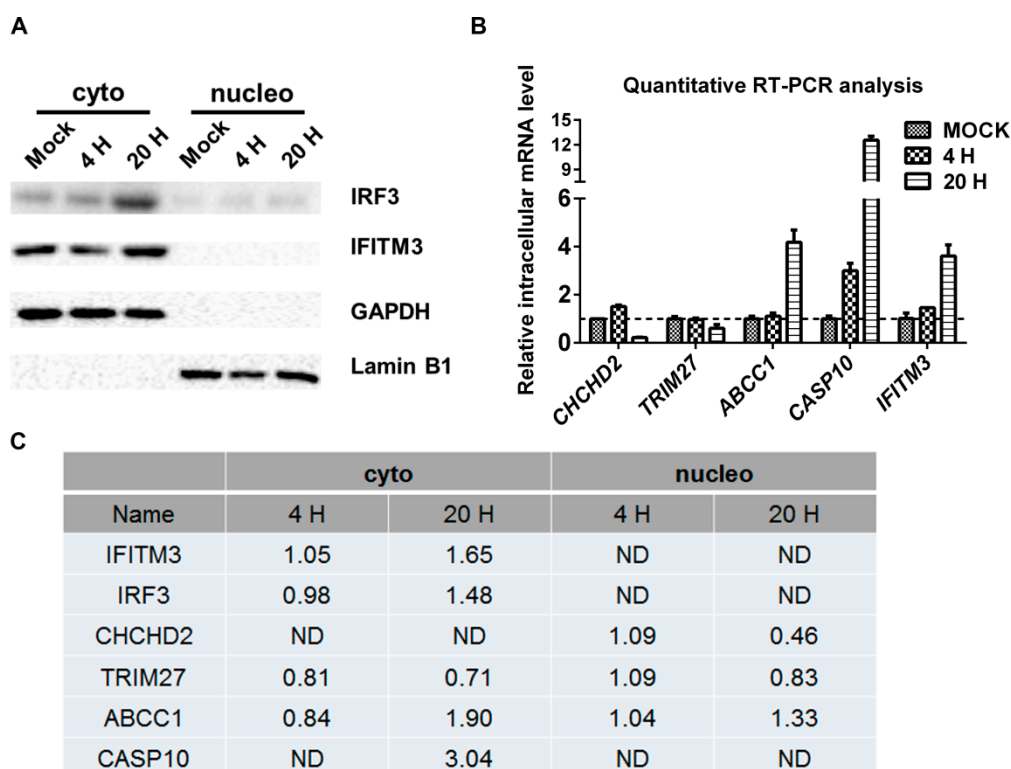 A
cyto nucleo
Mock 4 H 20 H Mock 4 H 20 H
IRF3
IFITM3
GAPDH
Lamin B1
B
Quantitative RT-PCR analysis
Relative intracellular mRNA level
15
12
9
6
4
2
0
MOCK
4 H
20 H
CHCHD2 TRIM27 ABCC1 CASP10 IFITM3
C
cyto nucleo
Name 4 H 20 H 4 H 20 H
IFITM3 1.05 1.65 ND ND
IRF3 0.98 1.48 ND ND
CHCHD2 ND ND 1.09 0.46
TRIM27 0.81 0.71 1.09 0.83
ABCC1 0.84 1.90 1.04 1.33
CASP10 ND 3.04 ND ND